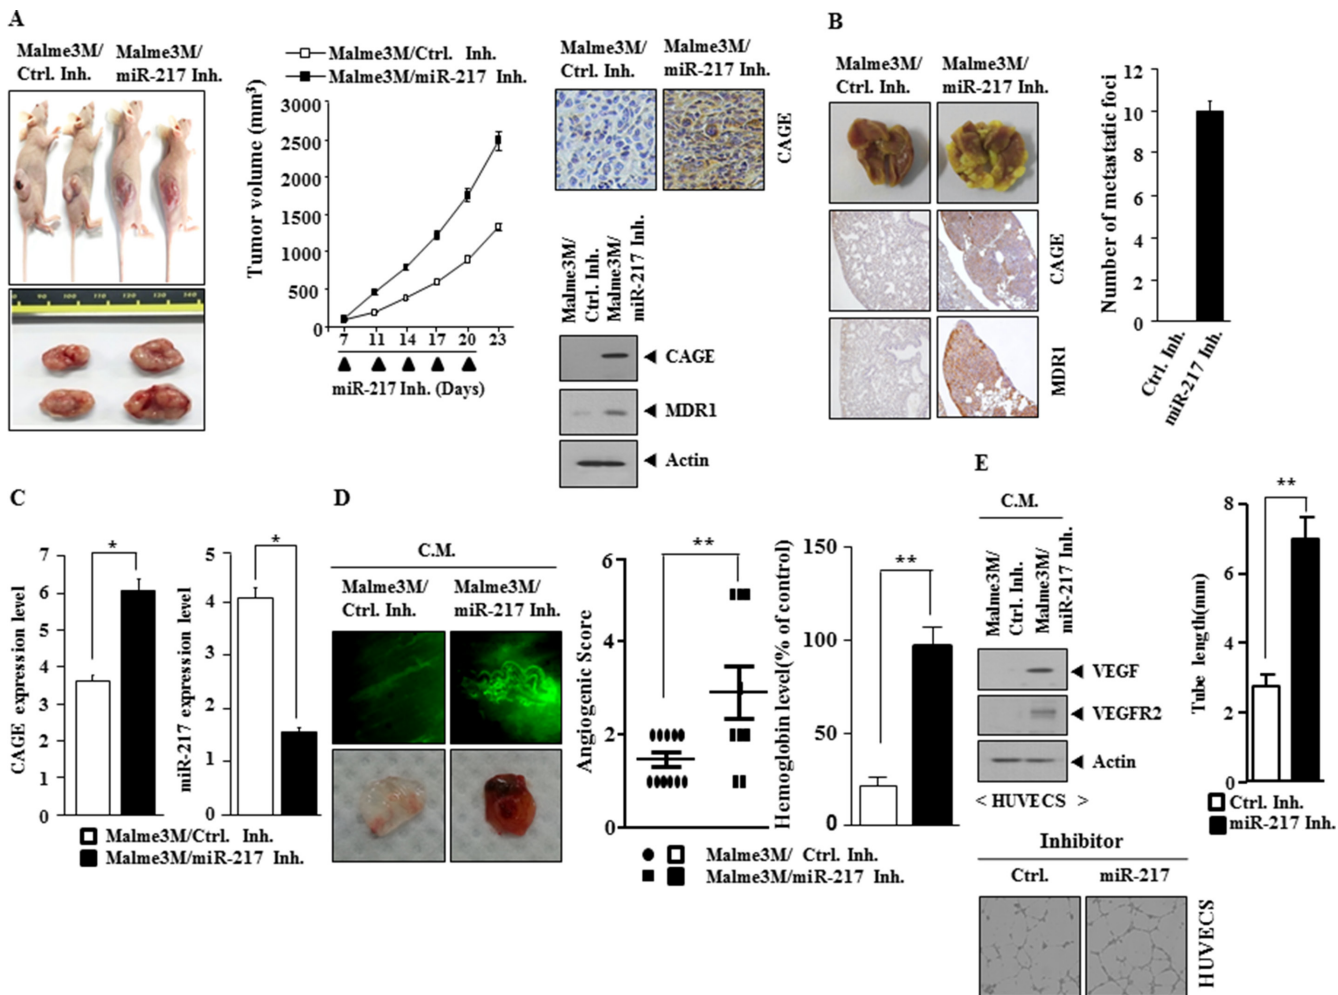 A
Malme3M/ Malme3M/
Ctrl. Inh. miR-217 Inh.
90 100 110 120 130 140
Malme3M/Ctrl. Inh.
Malme3M/miR-217 Inh.
Tumor volume (mm³)
3000
2500
2000
1500
1000
500
0
7 11 14 17 20 23
miR-217 Inh. (Days)
Malme3M/ Malme3M/
Ctrl. Inh. miR-217 Inh.
CAGE
Malme3M/
Ctrl. Inh.
Malme3M/
miR-217 Inh.
CAGE
MDR1
Actin
B
Malme3M/ Malme3M/
Ctrl. Inh. miR-217 Inh.
CAGE
MDR1
Number of metastatic foci
12
10
8
6
4
2
0
Ctrl. Inh.
miR-217 Inh.
C
CAGE expression level
7
6
5
4
3
2
1
0
*
miR-217 expression level
5
4
3
2
1
0
*
Malme3M/Ctrl. Inh.
Malme3M/miR-217 Inh.
D
C.M.
Malme3M/ Malme3M/
Ctrl. Inh. miR-217 Inh.
Angiogenic Score
6
4
2
0
**
Hemoglobin level(% of control)
150
100
50
0
**
Malme3M/ Ctrl. Inh.
Malme3M/miR-217 Inh.
E
C.M.
Malme3M/
Ctrl. Inh.
Malme3M/
miR-217 Inh.
VEGF
VEGFR2
Actin
< HUVECS >
Tube length(mm)
8
6
4
2
0
**
Ctrl. Inh.
miR-217 Inh.
Inhibitor
Ctrl. miR-217
HUVECS